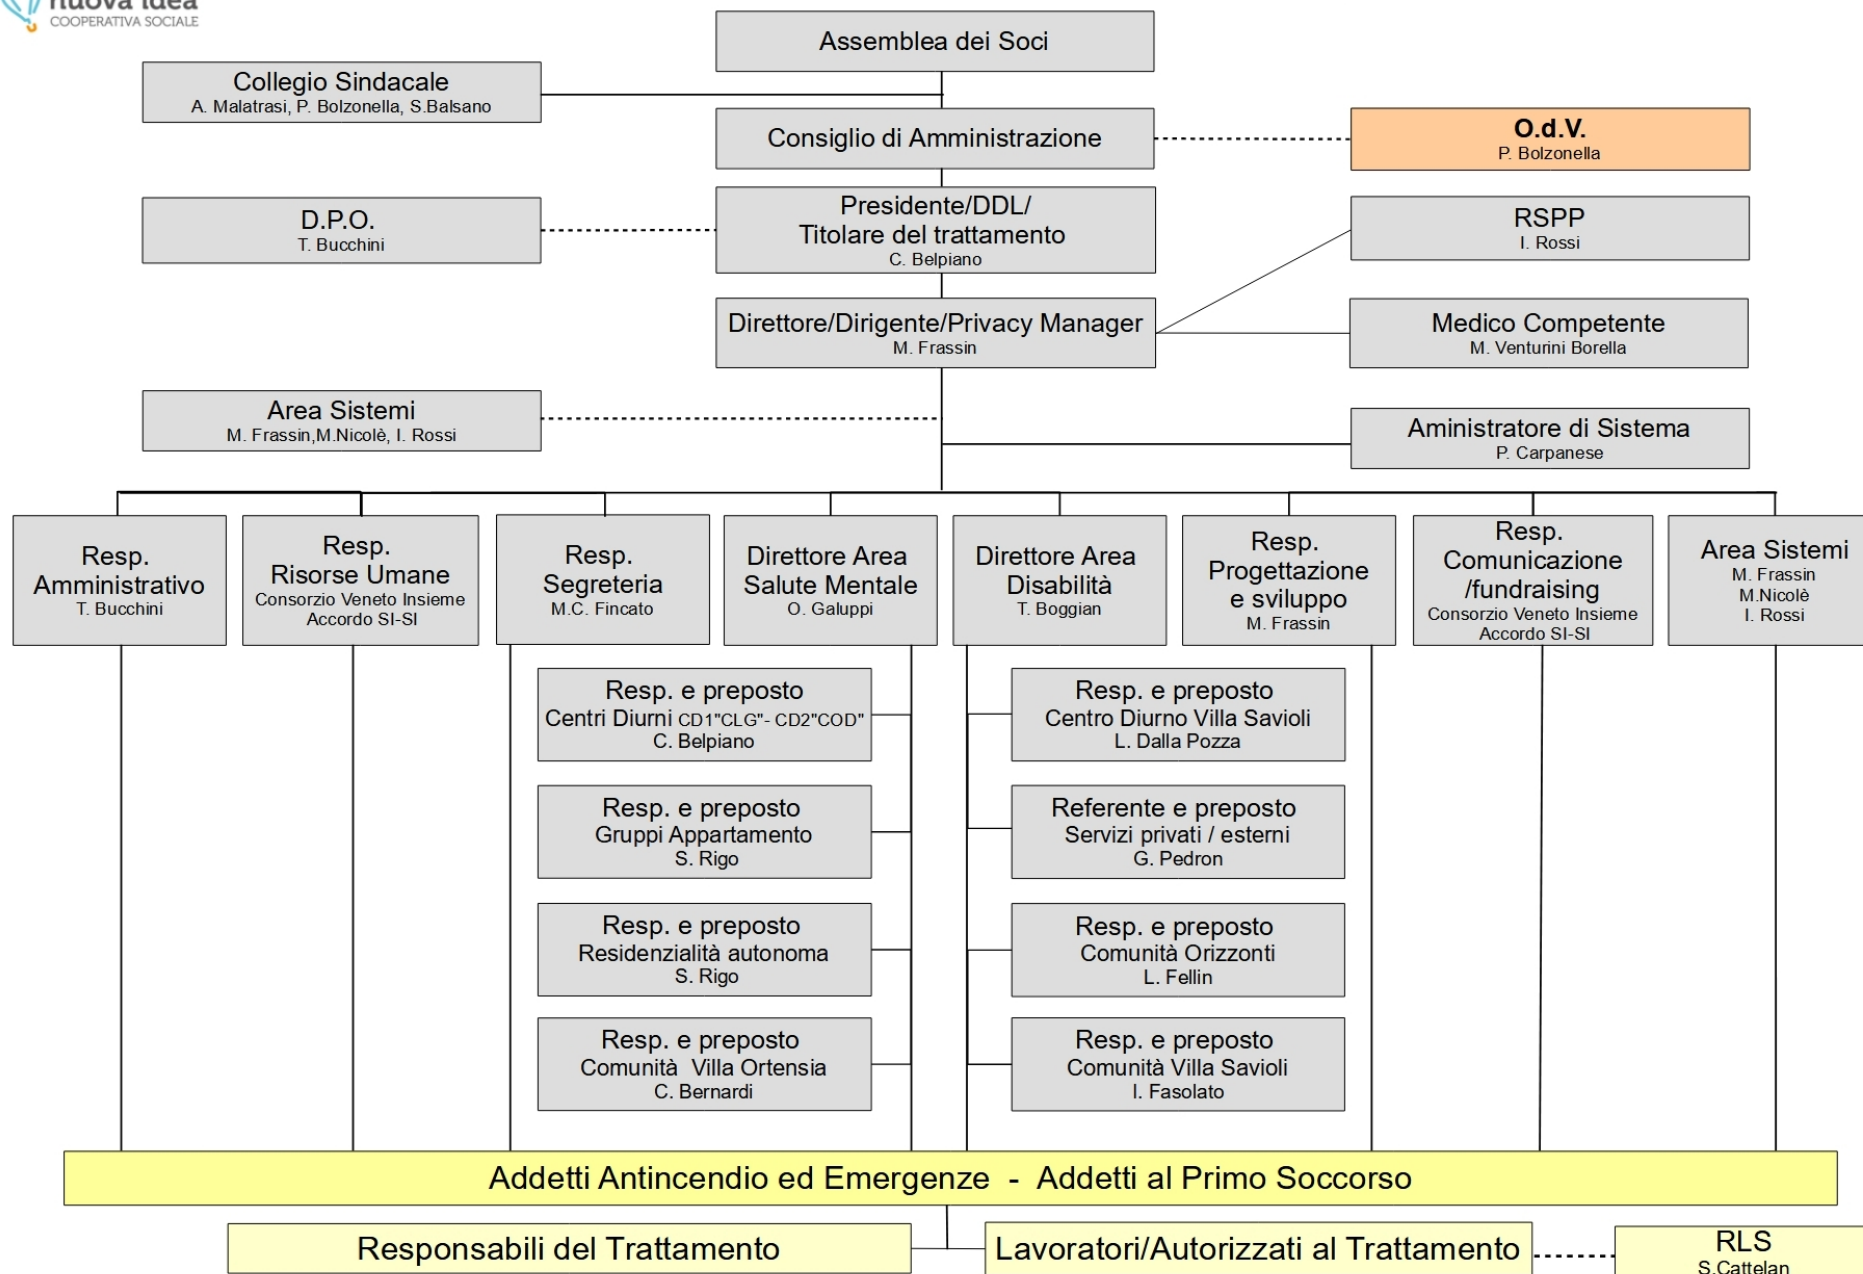 nuova idea
COOPERATIVA SOCIALE
Assemblea dei Soci
Collegio Sindacale
A. Malatrasi, P. Bolzonella, S.Balsano
Consiglio di Amministrazione
O.d.V.
P. Bolzonella
D.P.O.
T. Bucchini
Presidente/DDL/
Titolare del trattamento
C. Belpiano
RSPP
I. Rossi
Direttore/Dirigente/Privacy Manager
M. Frassin
Medico Competente
M. Venturini Borella
Area Sistemi
M. Frassin,M.Nicolè, I. Rossi
Aministratore di Sistema
P. Carpanese
Resp.
Amministrativo
T. Bucchini
Resp.
Risorse Umane
Consorzio Veneto Insieme
Accordo SI-SI
Resp.
Segreteria
M.C. Fincato
Direttore Area
Salute Mentale
O. Galuppi
Direttore Area
Disabilità
T. Boggian
Resp.
Progettazione
e sviluppo
M. Frassin
Resp.
Comunicazione
/fundraising
Consorzio Veneto Insieme
Accordo SI-SI
Area Sistemi
M. Frassin
M.Nicolè
I. Rossi
Resp. e preposto
Centri Diurni CD1"CLG"- CD2"COD"
C. Belpiano
Resp. e preposto
Gruppi Appartamento
S. Rigo
Resp. e preposto
Residenzialità autonoma
S. Rigo
Resp. e preposto
Comunità Villa Ortensia
C. Bernardi
Resp. e preposto
Centro Diurno Villa Savioli
L. Dalla Pozza
Referente e preposto
Servizi privati / esterni
G. Pedron
Resp. e preposto
Comunità Orizzonti
L. Fellin
Resp. e preposto
Comunità Villa Savioli
I. Fasolato
Addetti Antincendio ed Emergenze - Addetti al Primo Soccorso
Responsabili del Trattamento
Lavoratori/Autorizzati al Trattamento
RLS
S.Cattelan